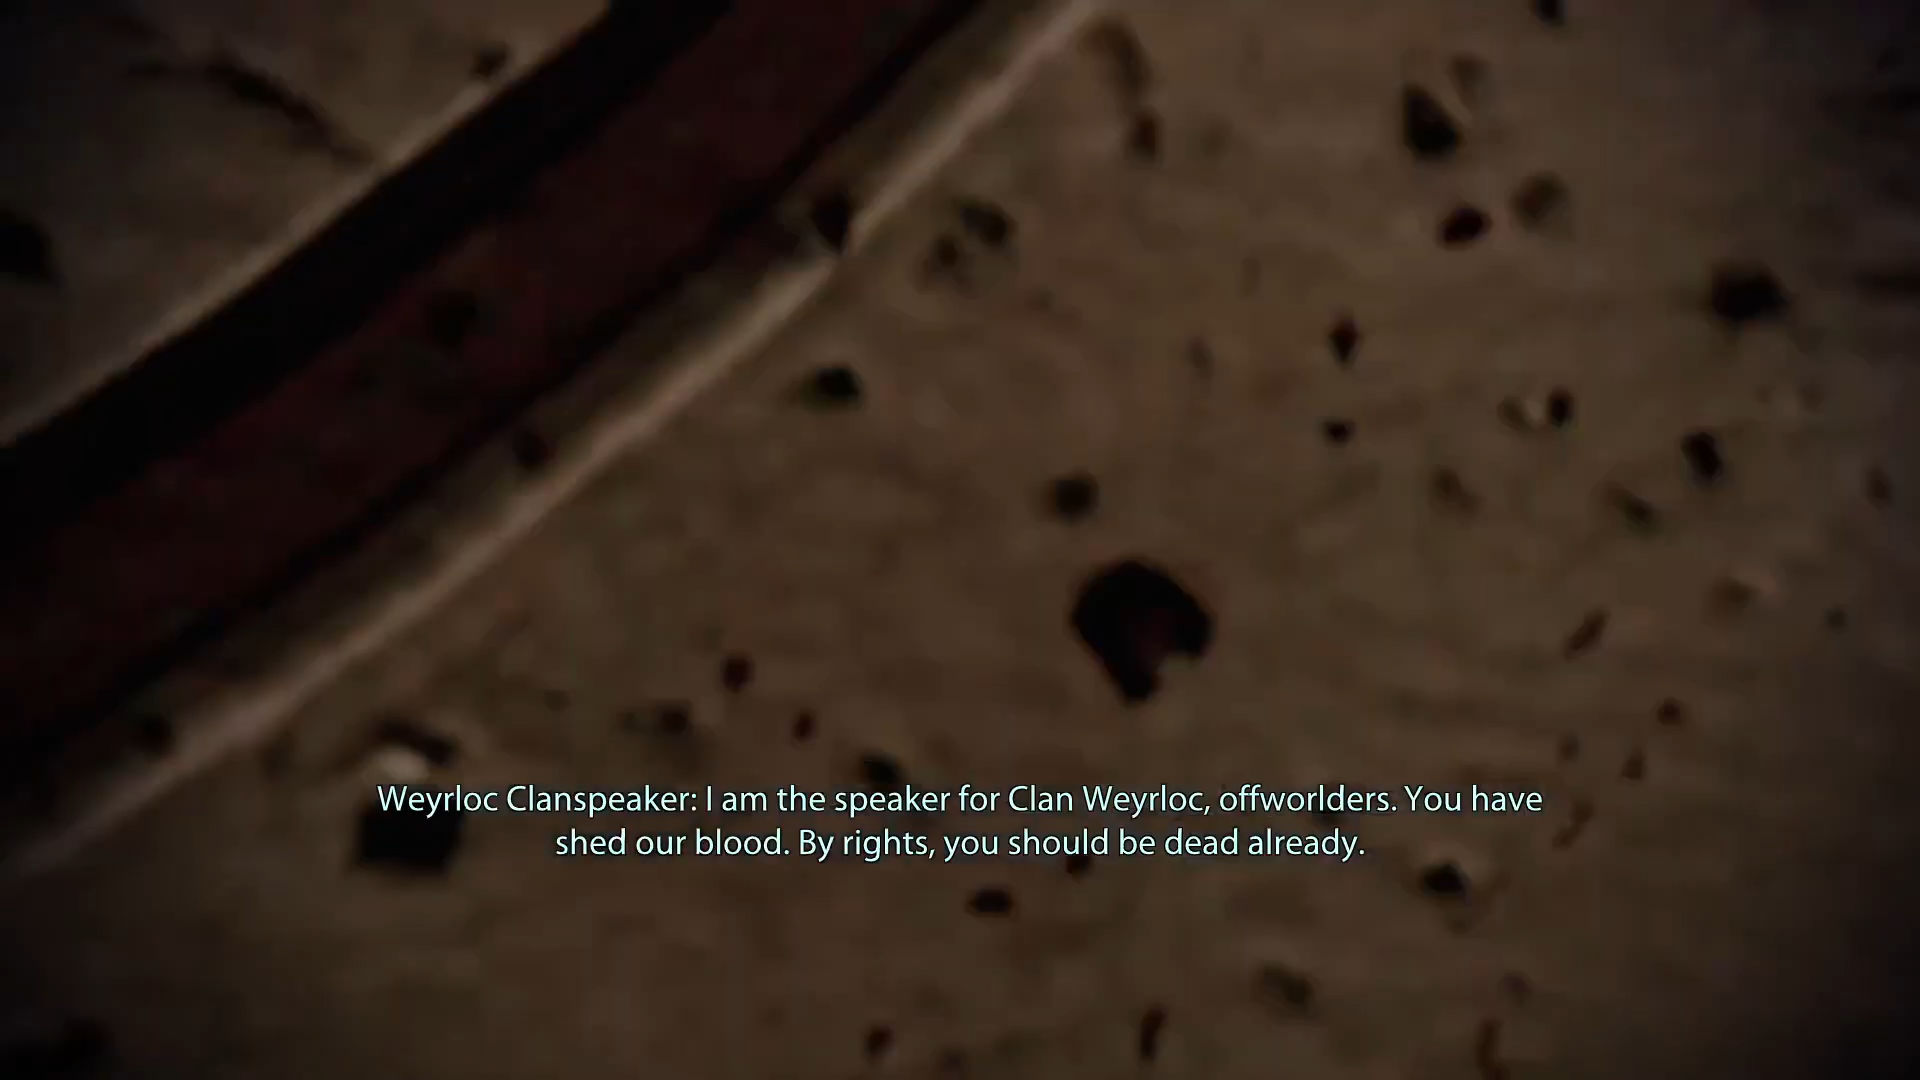 Weyrloc Clanspeaker: I am the speaker for Clan Weyrloc, offworlders. You have
shed our blood. By rights, you should be dead already.